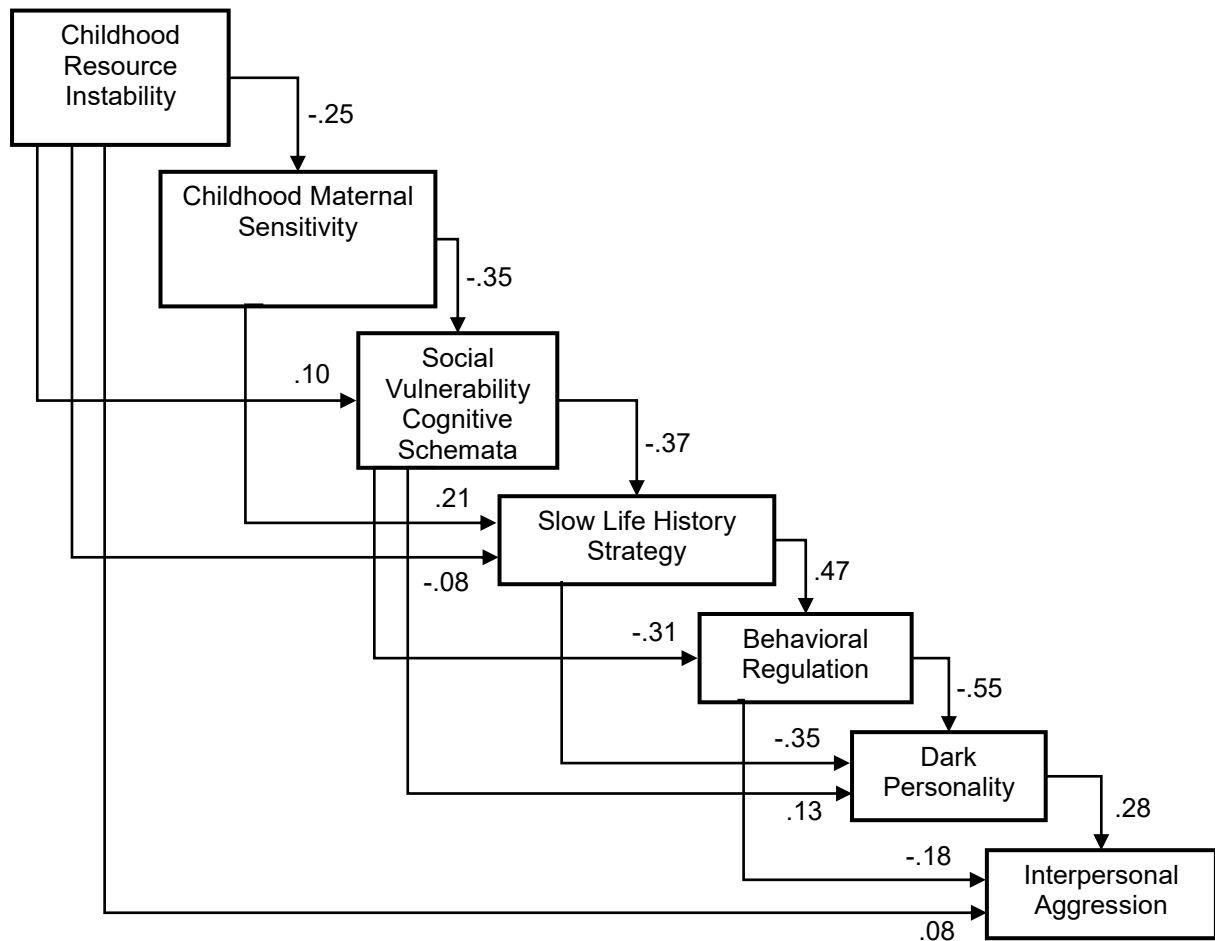 Childhood
Resource
Instability
-.25
Childhood Maternal
Sensitivity
-.35
Social
Vulnerability
Cognitive
Schemata
.10
-.37
.21
Slow Life History
Strategy
-.08
.47
-.31
Behavioral
Regulation
-.55
-.35
Dark
Personality
.13
.28
-.18
Interpersonal
Aggression
.08